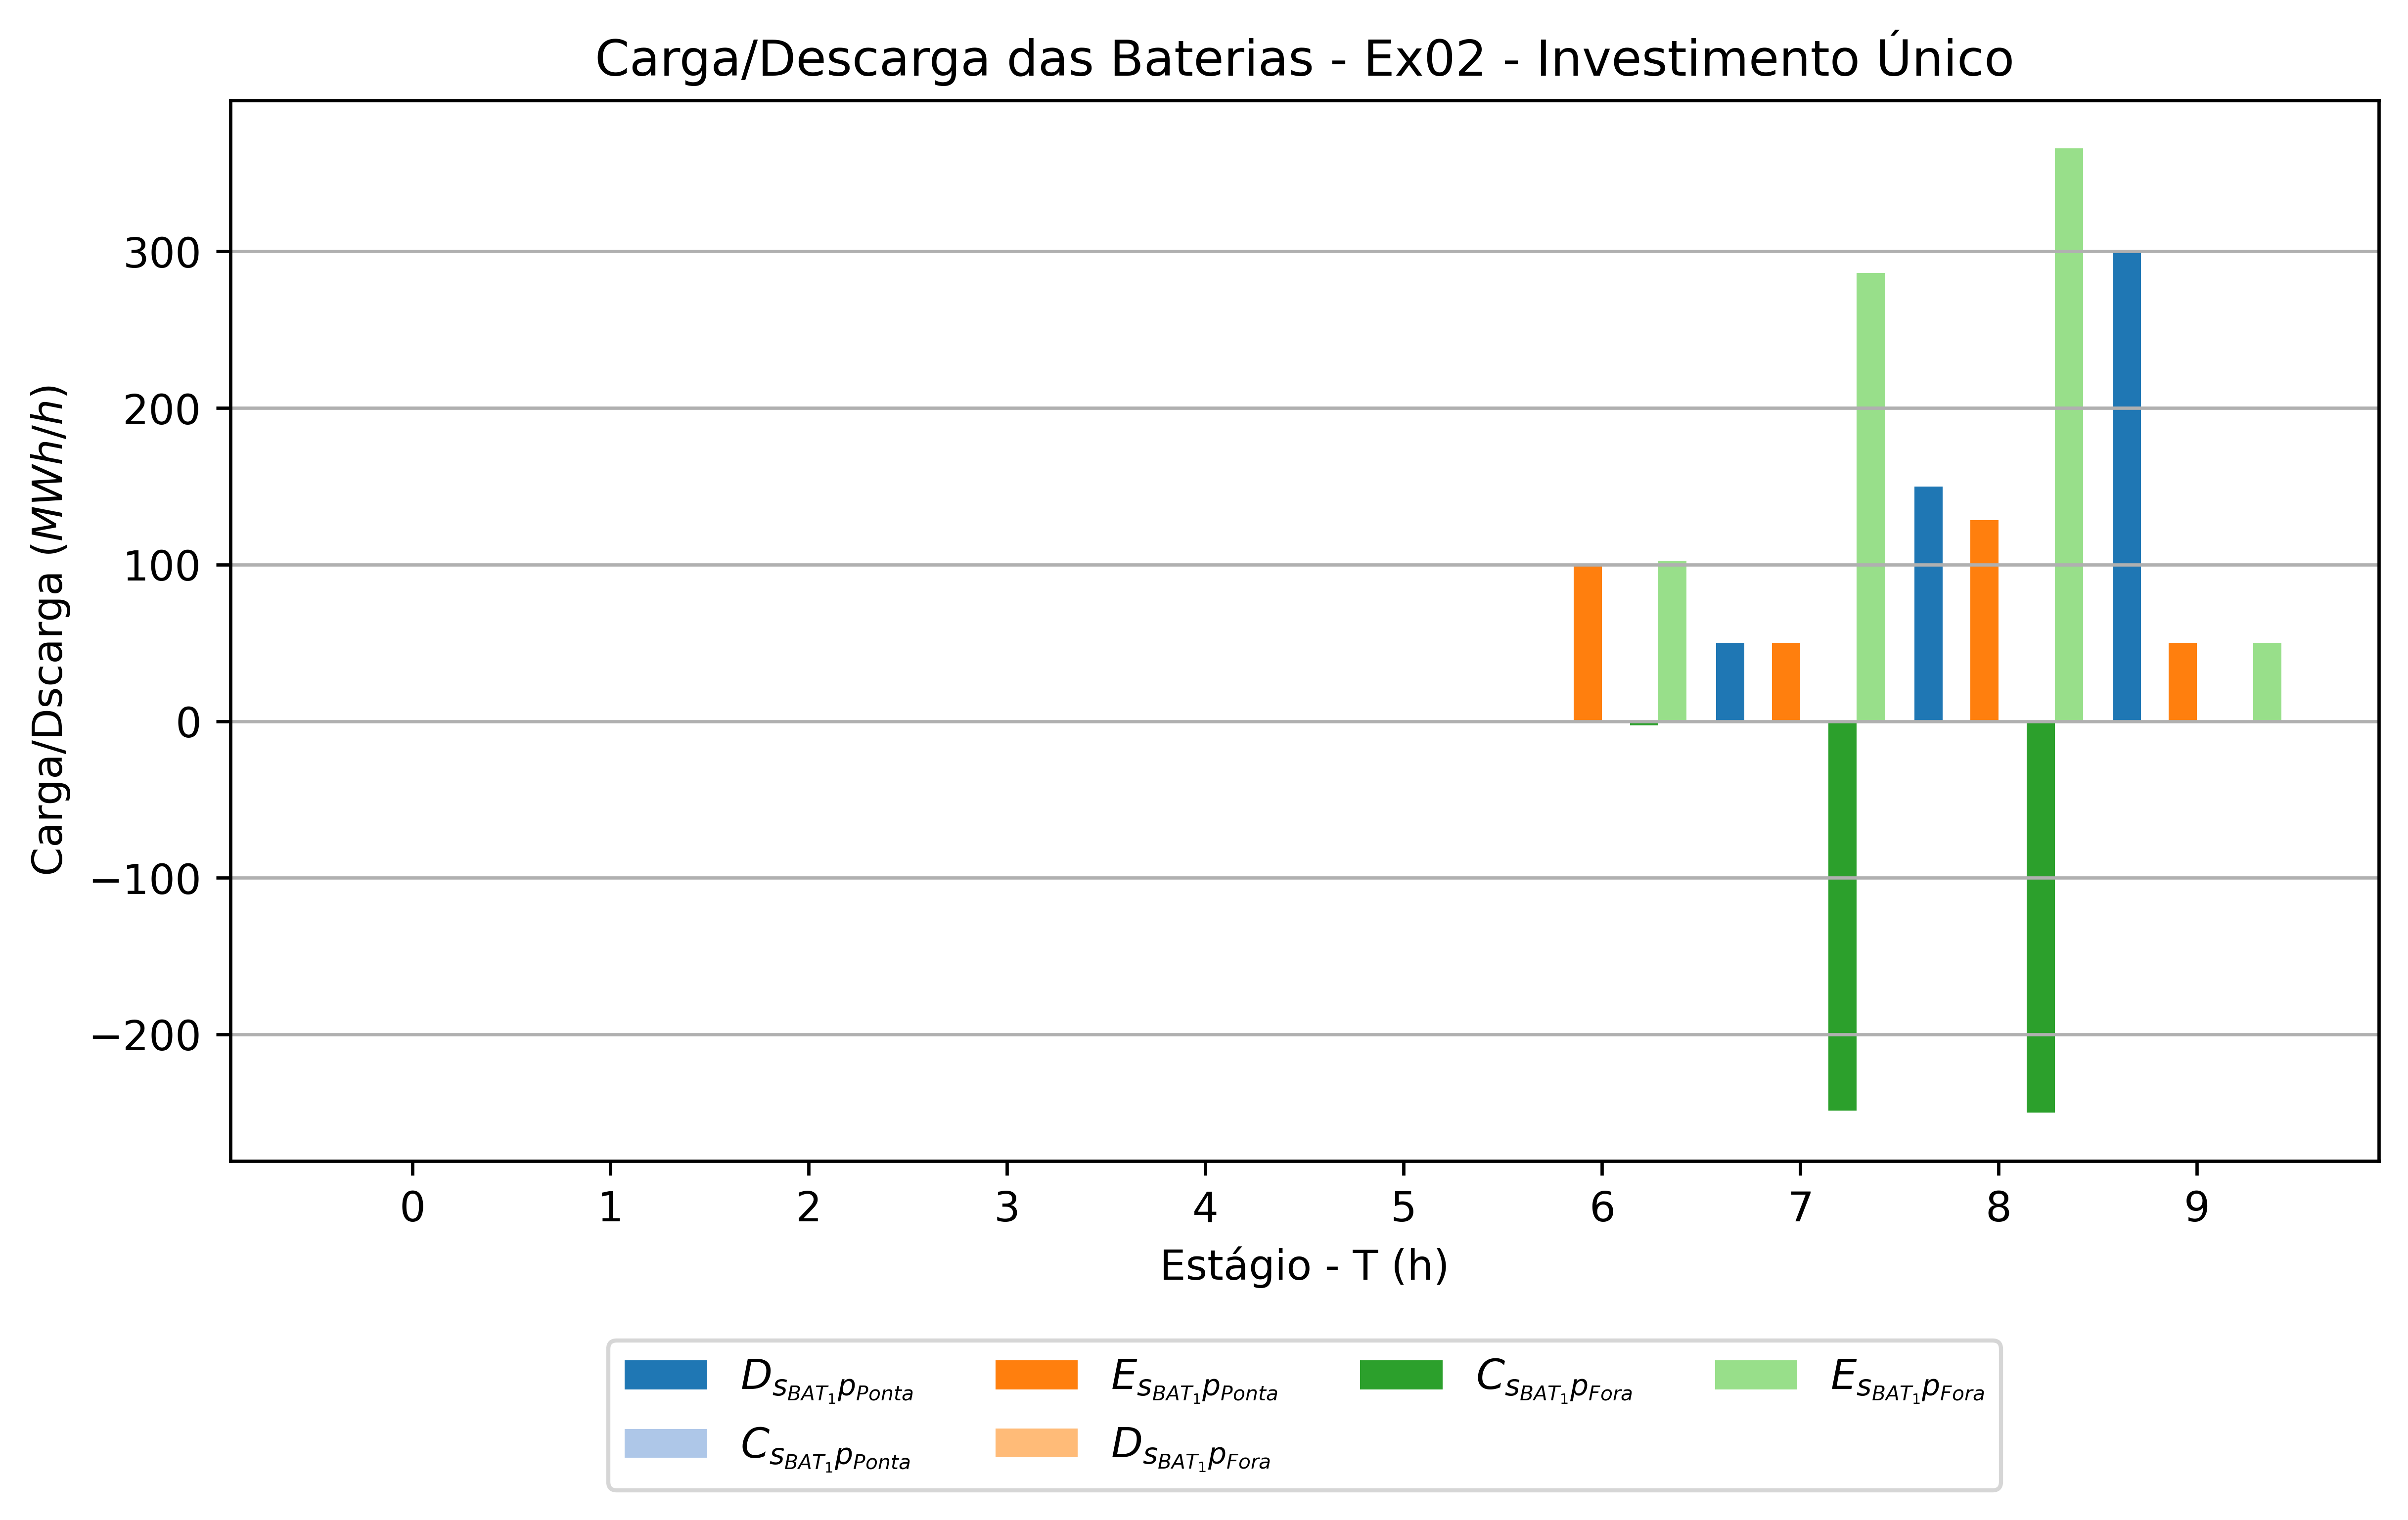 Carga/Descarga das Baterias - Ex02 - Investimento Único
Carga/Dscarga (MWh/h)
300
200
100
0
−100
−200
0 1 2 3 4 5 6 7 8 9
Estágio - T (h)
D_{s_{BAT_1}p_{Ponta}} E_{s_{BAT_1}p_{Ponta}} C_{s_{BAT_1}p_{Fora}} E_{s_{BAT_1}p_{Fora}}
C_{s_{BAT_1}p_{Ponta}} D_{s_{BAT_1}p_{Fora}}